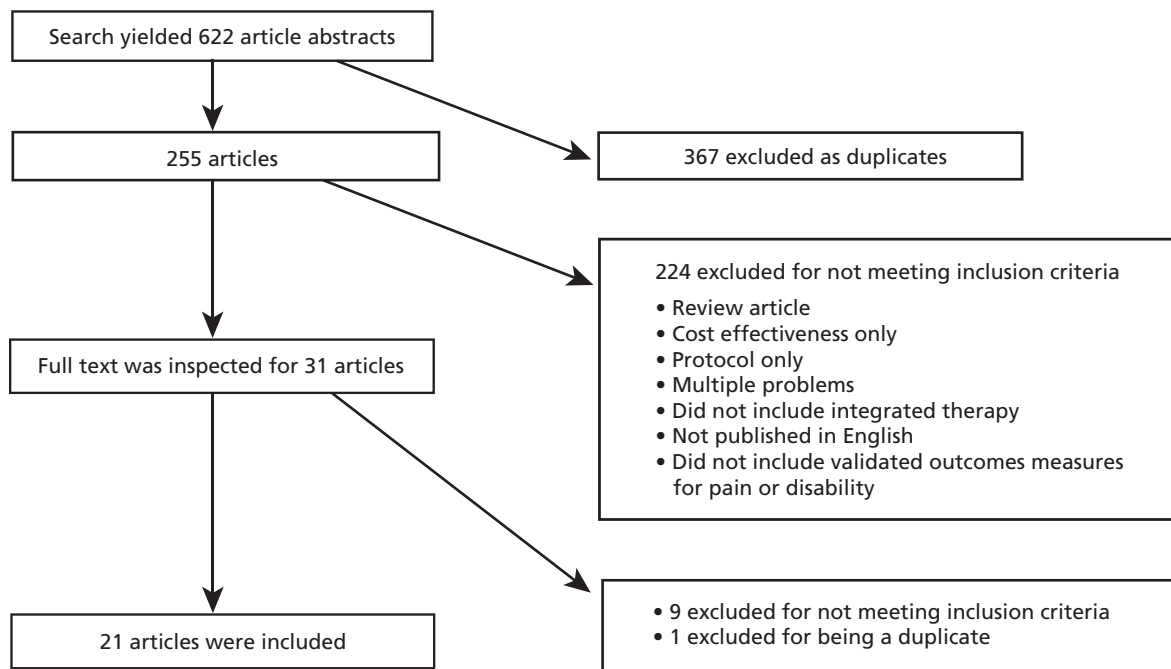 Search yielded 622 article abstracts
255 articles
367 excluded as duplicates
224 excluded for not meeting inclusion criteria
• Review article
• Cost effectiveness only
• Protocol only
• Multiple problems
• Did not include integrated therapy
• Not published in English
• Did not include validated outcomes measures
for pain or disability
Full text was inspected for 31 articles
• 9 excluded for not meeting inclusion criteria
• 1 excluded for being a duplicate
21 articles were included